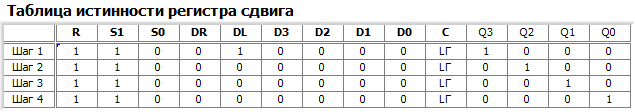 Таблица истинности регистра сдвига
R S1 S0 DR DL D3 D2 D1 D0 C Q3 Q2 Q1 Q0
Шаг 1 1 1 0 0 1 0 0 0 0 LГ 1 0 0 0
Шаг 2 1 1 0 0 0 0 0 0 0 LГ 0 1 0 0
Шаг 3 1 1 0 0 0 0 0 0 0 LГ 0 0 1 0
Шаг 4 1 1 0 0 0 0 0 0 0 LГ 0 0 0 1